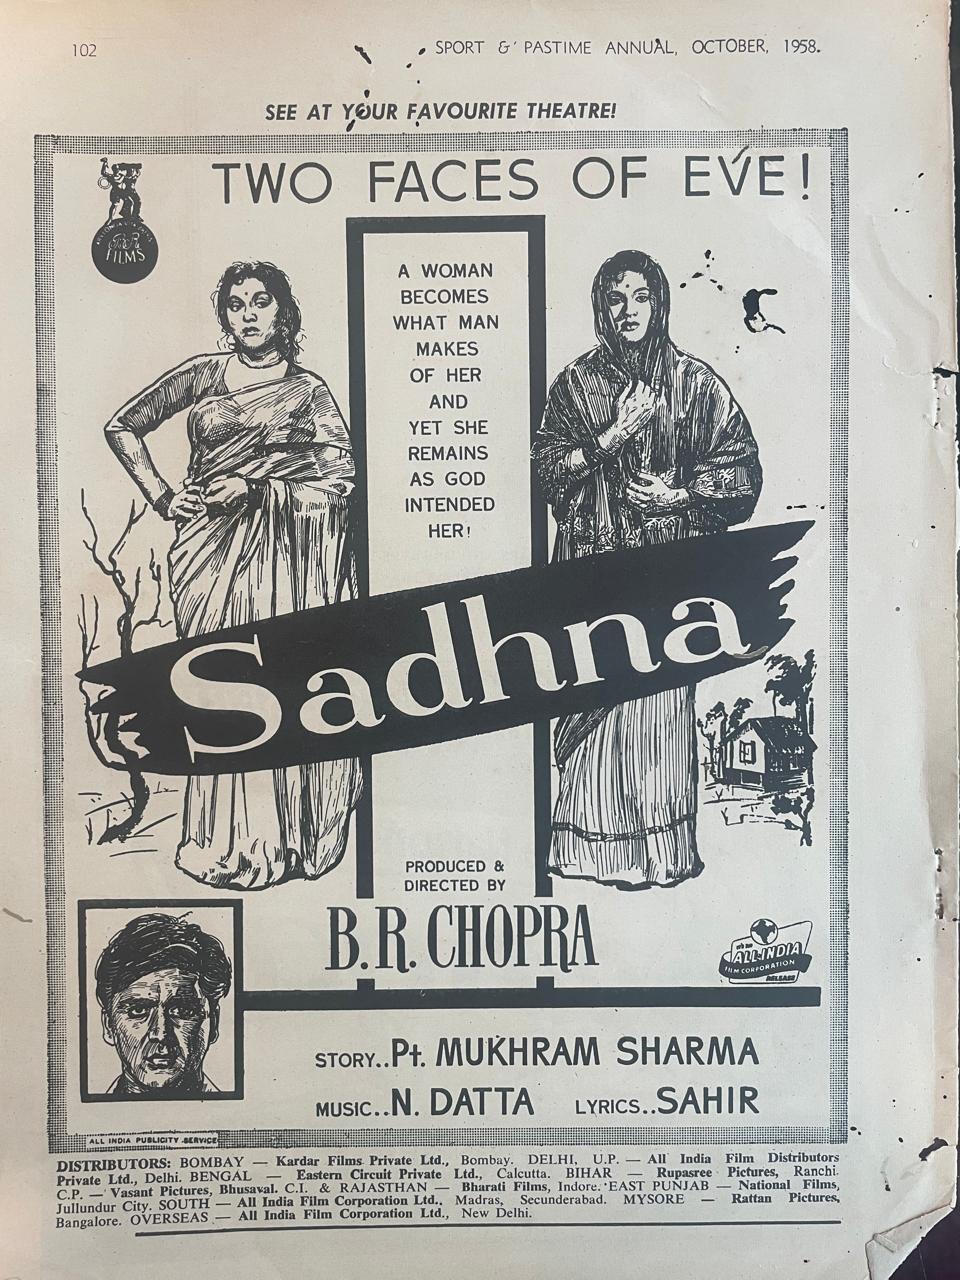 102
SPORT & PASTIME ANNUAL, OCTOBER, 1958.
SEE AT YOUR FAVOURITE THEATRE!
TWO FACES OF EVE!
FILMS
A WOMAN
BECOMES
WHAT MAN
MAKES
OF HER
AND
YET SHE
REMAINS
AS GOD
INTENDED
HER!
Sadhna
PRODUCED &
DIRECTED BY
B.R. CHOPRA
it's an
ALL-INDIA
FILM CORPORATION
RELEASE
STORY..Pt. MUKHRAM SHARMA
MUSIC..N. DATTA LYRICS..SAHIR
ALL INDIA PUBLICITY SERVICE
DISTRIBUTORS: BOMBAY — Kardar Films Private Ltd., Bombay. DELHI, U.P. — All India Film Distributors
Private Ltd., Delhi. BENGAL — Eastern Circuit Private Ltd., Calcutta. BIHAR — Rupasree Pictures, Ranchi.
C.P. — Vasant Pictures, Bhusaval. C.I. & RAJASTHAN — Bharati Films, Indore. EAST PUNJAB — National Films,
Jullundur City. SOUTH — All India Film Corporation Ltd., Madras, Secunderabad. MYSORE — Rattan Pictures,
Bangalore. OVERSEAS — All India Film Corporation Ltd., New Delhi.